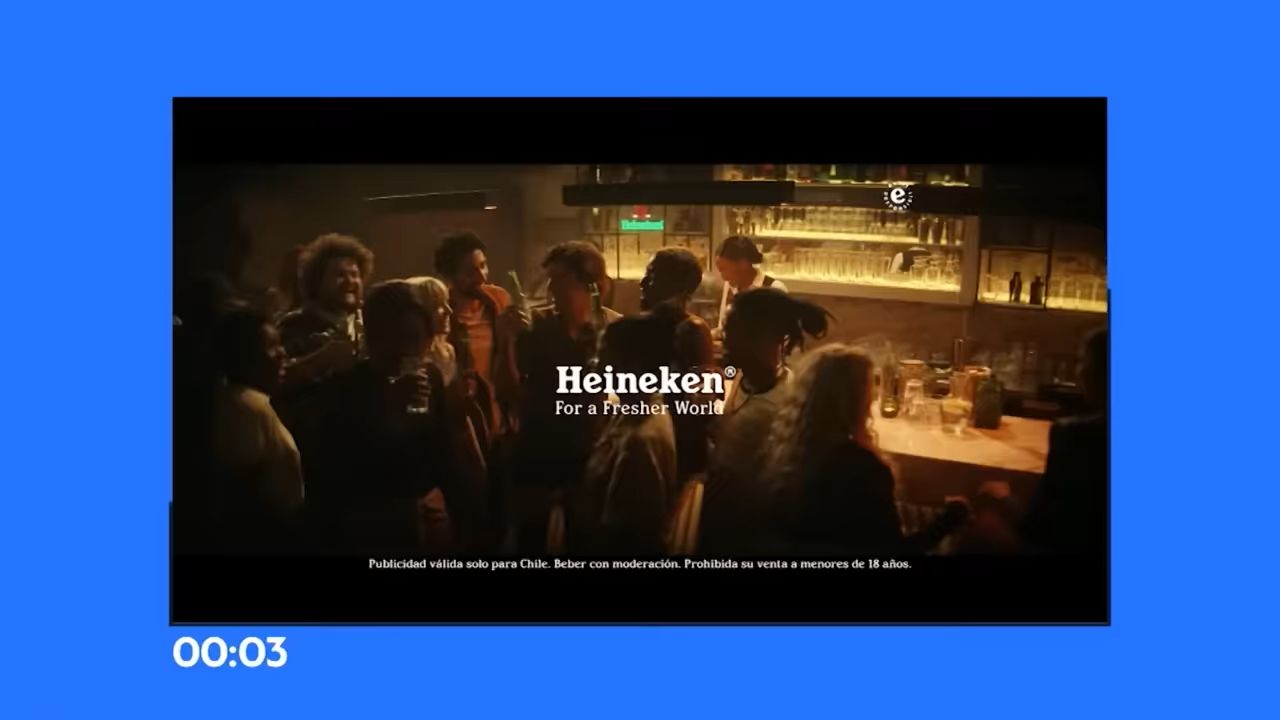 e
Heineken
Heineken®
For a Fresher World
Publicidad válida solo para Chile. Beber con moderación. Prohibida su venta a menores de 18 años.
00:03